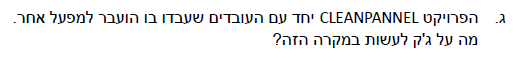 ג. הפרויקט CLEANPANNEL יחד עם העובדים שעבדו בו הועבר למפעל אחר.
מה על ג'ק לעשות במקרה הזה?